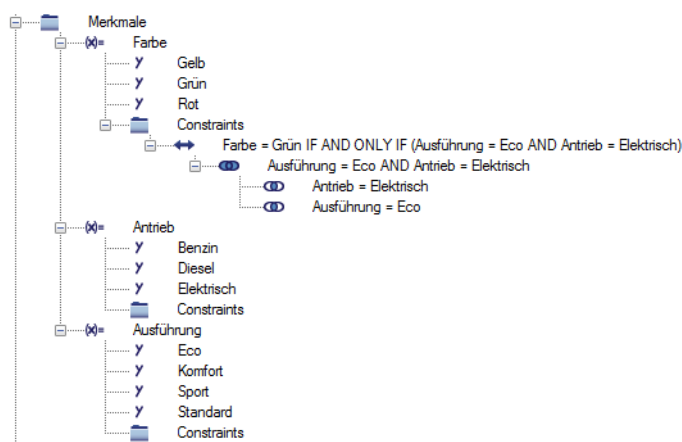 Merkmale
(x)= Farbe
Gelb
Grün
Rot
Constraints
Farbe = Grün IF AND ONLY IF (Ausführung = Eco AND Antrieb = Elektrisch)
Ausführung = Eco AND Antrieb = Elektrisch
Antrieb = Elektrisch
Ausführung = Eco
(x)= Antrieb
Benzin
Diesel
Elektrisch
Constraints
(x)= Ausführung
Eco
Komfort
Sport
Standard
Constraints